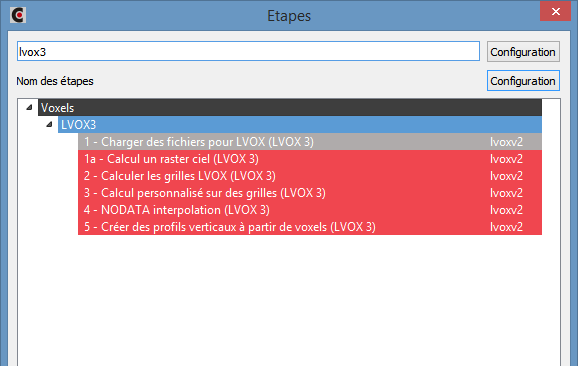 Etapes
lvox3 Configuration
Nom des étapes Configuration
Voxels
LVOX3
1 - Charger des fichiers pour LVOX (LVOX 3) lvoxv2
1a - Calcul un raster ciel (LVOX 3) lvoxv2
2 - Calculer les grilles LVOX (LVOX 3) lvoxv2
3 - Calcul personnalisé sur des grilles (LVOX 3) lvoxv2
4 - NODATA interpolation (LVOX 3) lvoxv2
5 - Créer des profils verticaux à partir de voxels (LVOX 3) lvoxv2